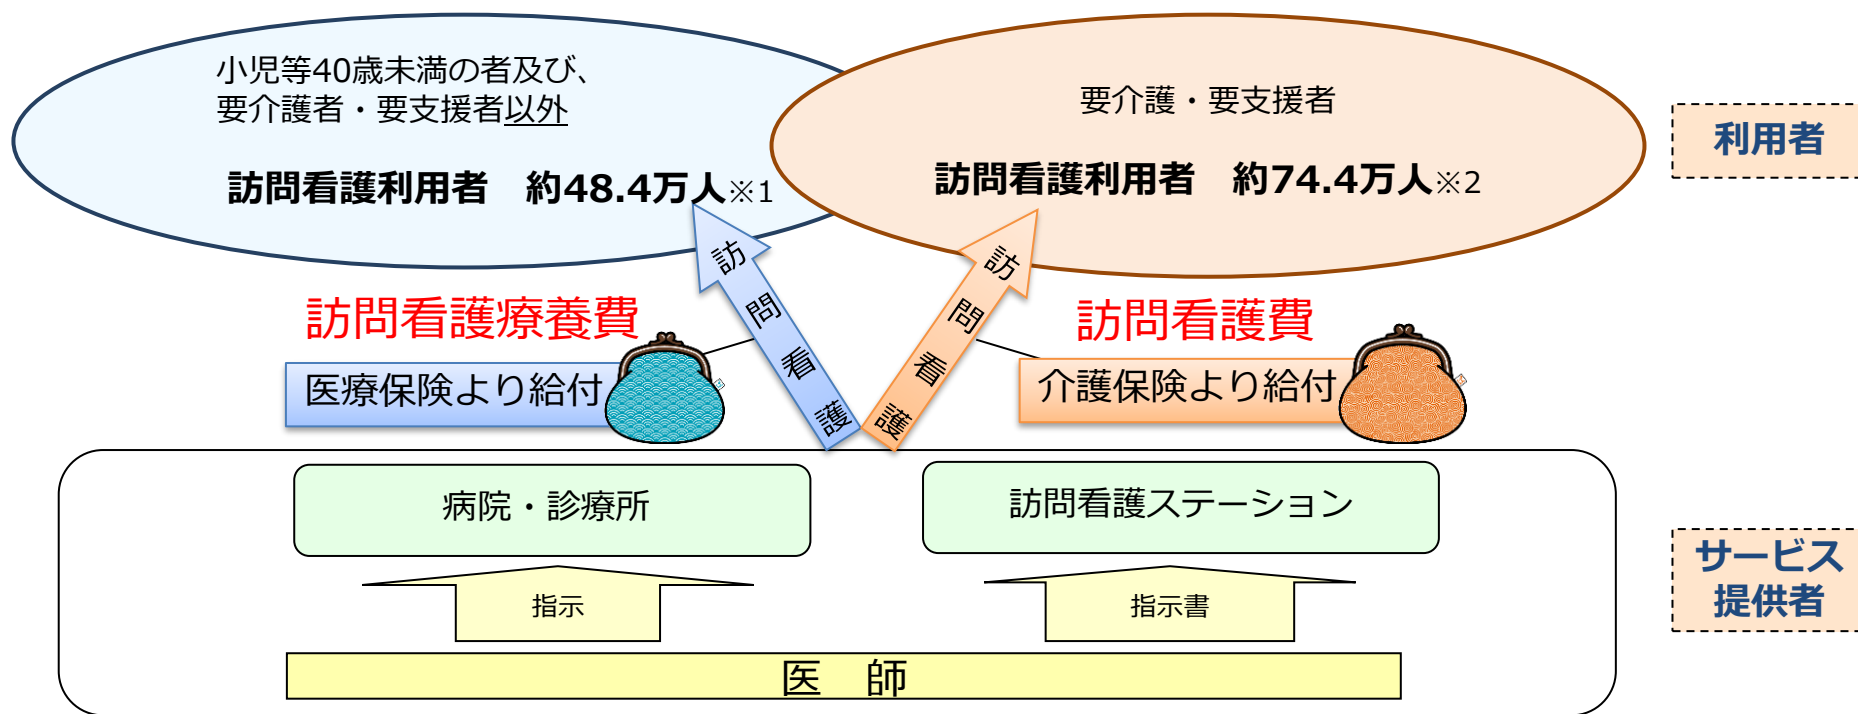 小児等40歳未満の者及び、
要介護者・要支援者以外
訪問看護利用者　約48.4万人※1
要介護・要支援者
訪問看護利用者　約74.4万人※2
利用者
訪問看護
訪問看護
訪問看護療養費
医療保険より給付
訪問看護費
介護保険より給付
病院・診療所
訪問看護ステーション
指示
指示書
医　師
サービス
提供者